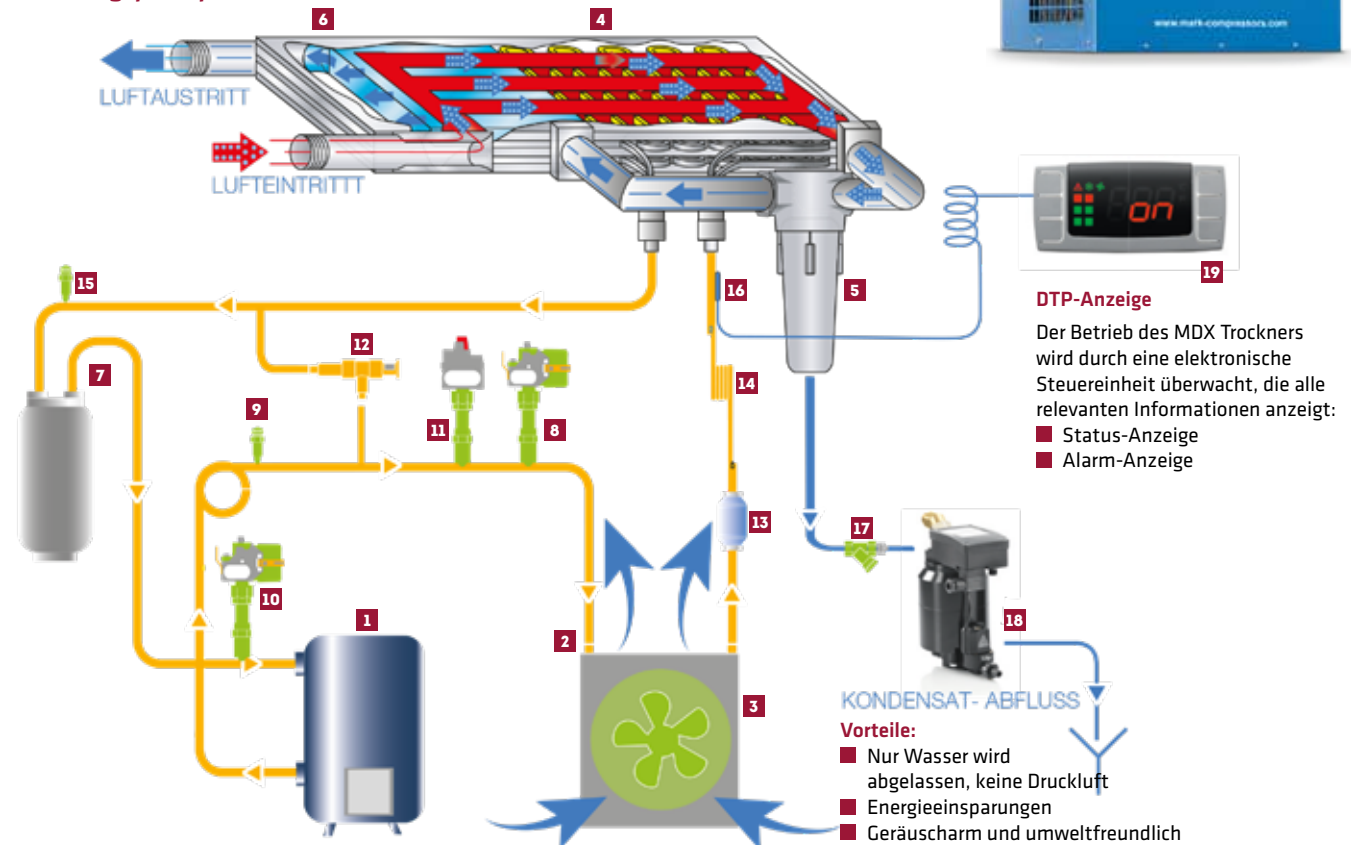 www.mark-compressors.com
6
4
LUFTAUSTRITT
LUFTEINTRITTT
15
16
5
19
on
DTP-Anzeige
Der Betrieb des MDX Trockners
wird durch eine elektronische
Steuereinheit überwacht, die alle
relevanten Informationen anzeigt:
Status-Anzeige
Alarm-Anzeige
12
7
14
9
11
8
13
17
10
1
2
18
3
KONDENSAT- ABFLUSS
Vorteile:
Nur Wasser wird
abgelassen, keine Druckluft
Energieeinsparungen
Geräuscharm und umweltfreundlich